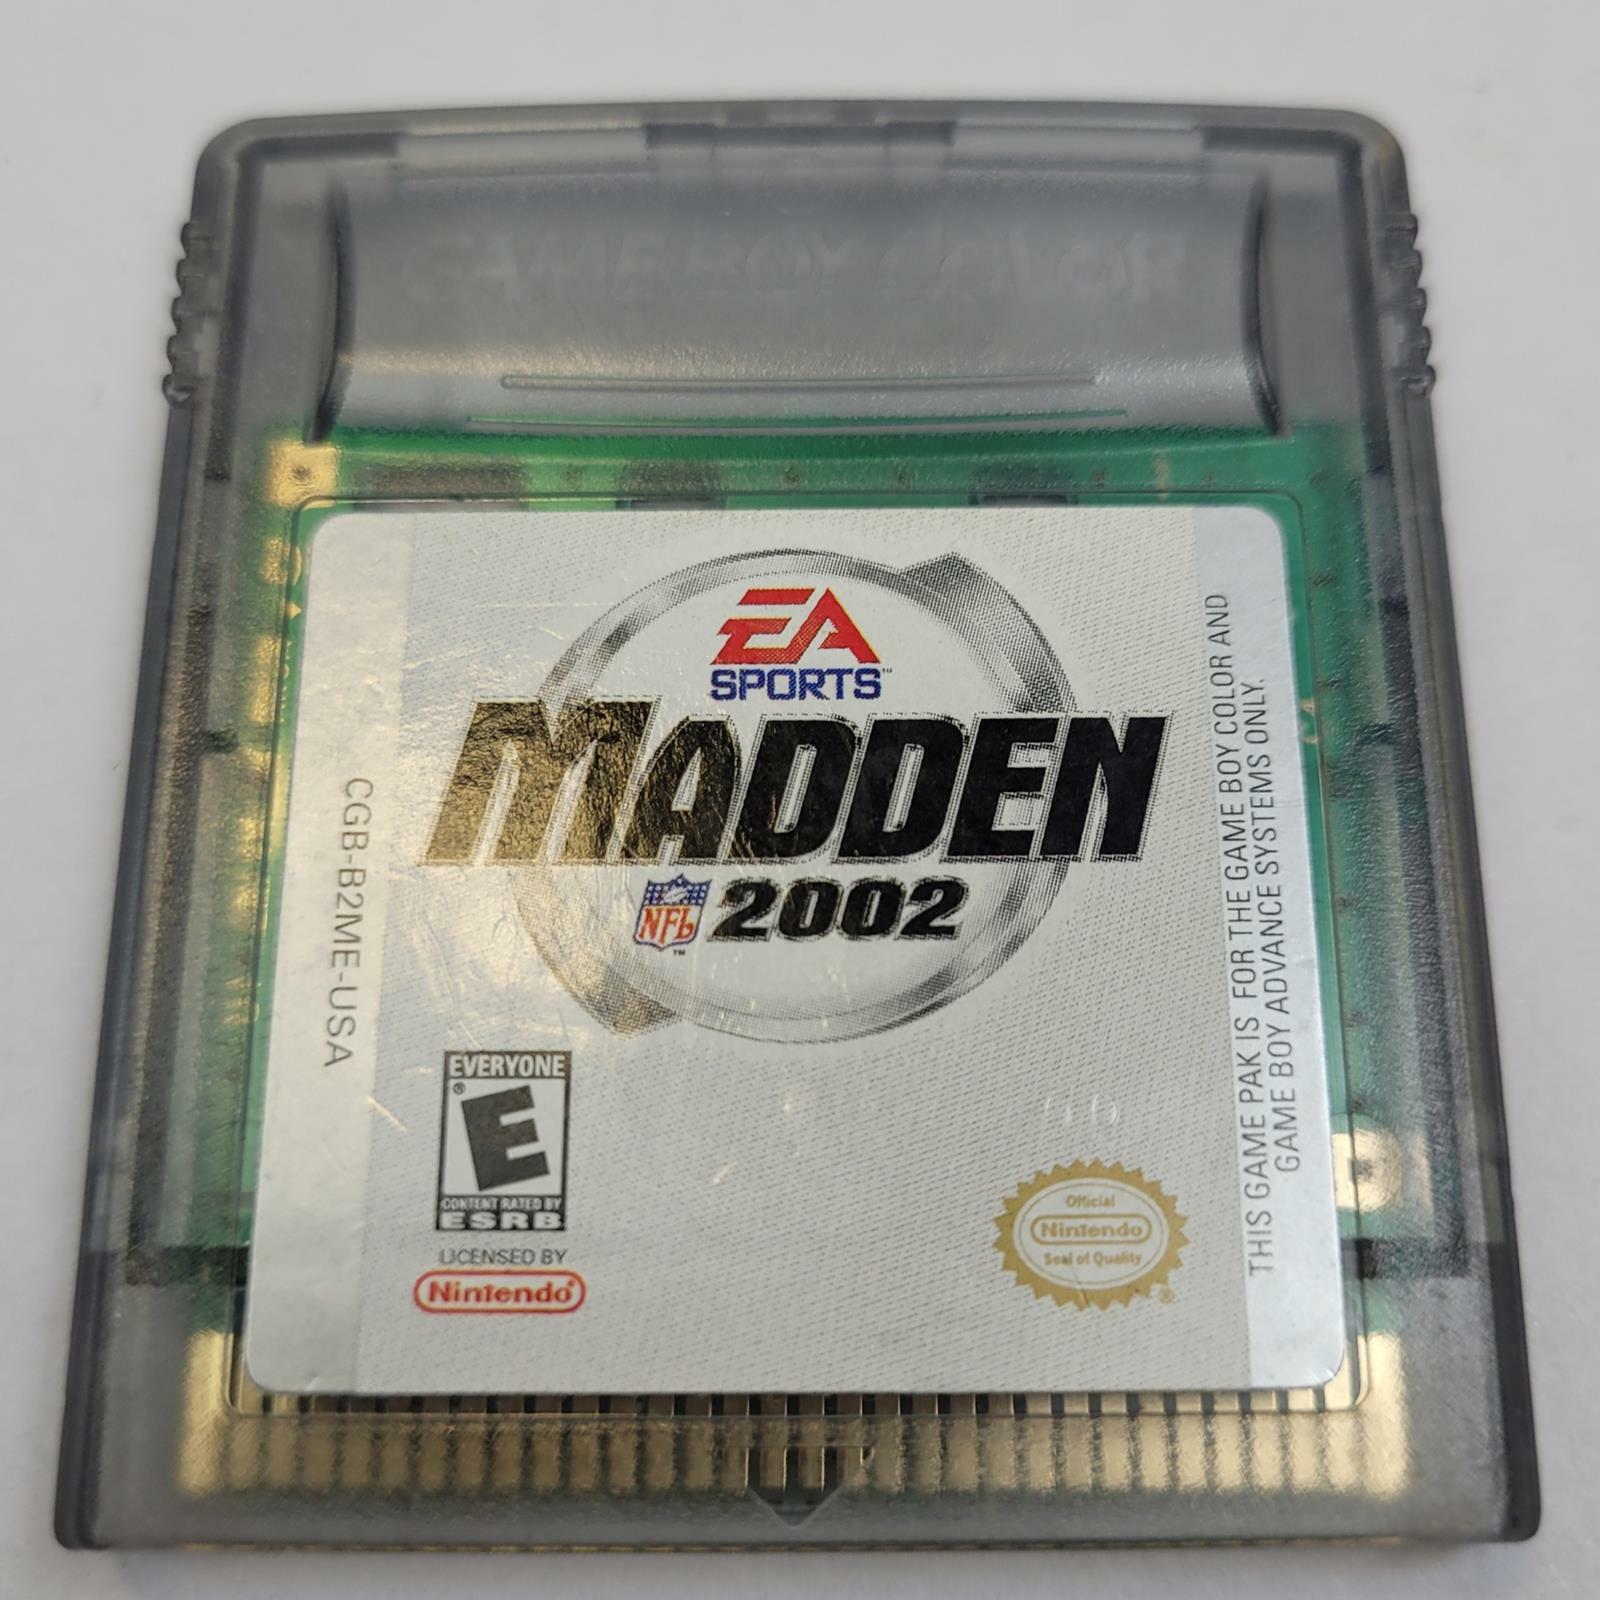 GAME BOY COLOR
EA
SPORTS™
MADDEN
NFL 2002
™
CGB-B2ME-USA
THIS GAME PAK IS FOR THE GAME BOY COLOR AND
GAME BOY ADVANCE SYSTEMS ONLY.
EVERYONE
E
®
CONTENT RATED BY
ESRB
LICENSED BY
Nintendo®
Official
Nintendo
Seal of Quality
®